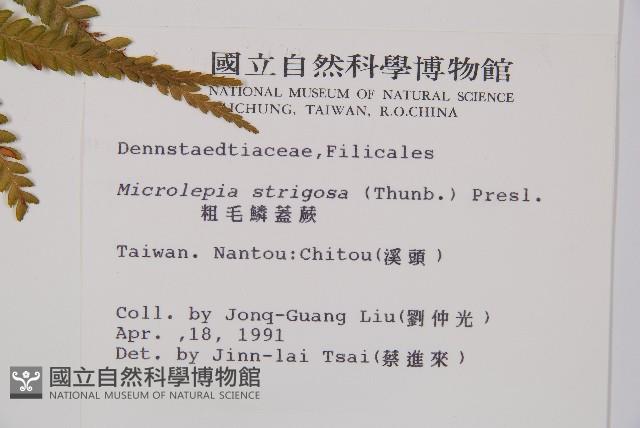 國立自然科學博物館
NATIONAL MUSEUM OF NATURAL SCIENCE
AICHUNG, TAIWAN, R.O.CHINA
Dennstaedtiaceae,Filicales
Microlepia strigosa (Thunb.) Presl.
粗毛鱗蓋蕨
Taiwan. Nantou:Chitou(溪頭)
Coll. by Jonq-Guang Liu(劉仲光)
Apr. ,18, 1991
Det. by Jinn-lai Tsai(蔡進來)
國立自然科學博物館
NATIONAL MUSEUM OF NATURAL SCIENCE